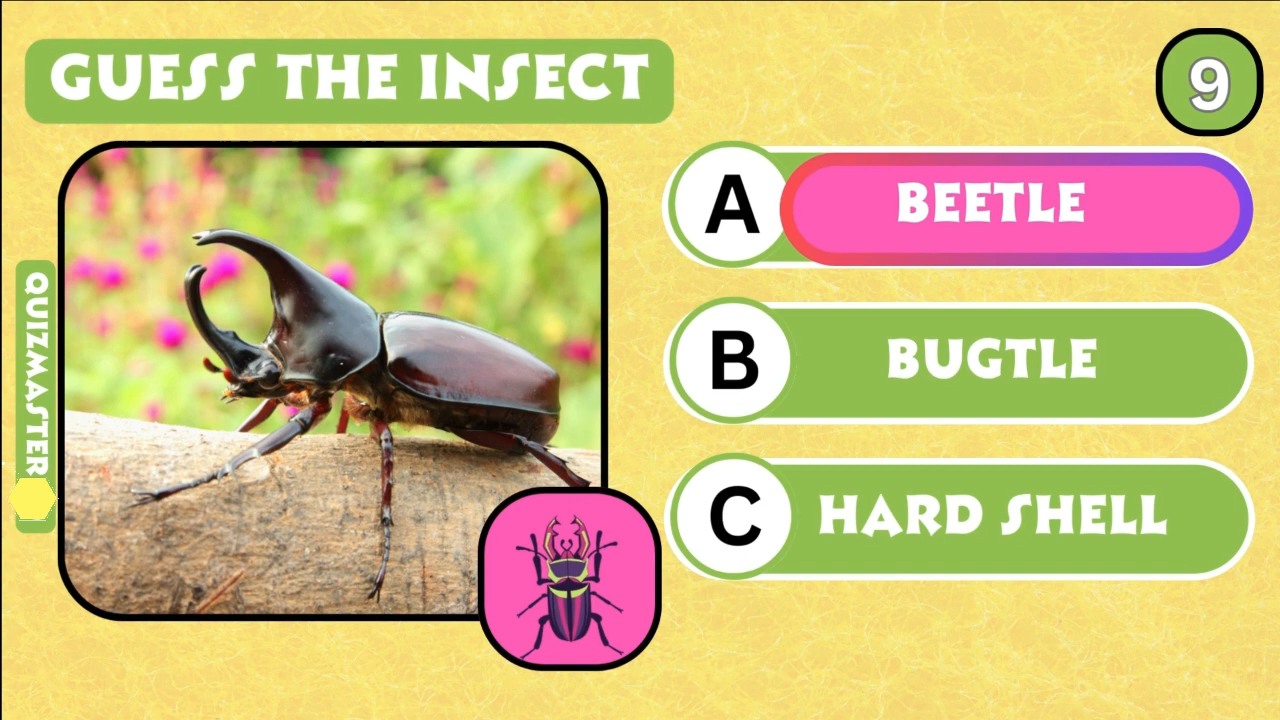 GUESS THE INSECT
9
A
BEETLE
B
BUGTLE
C
HARD SHELL
QUIZMASTER